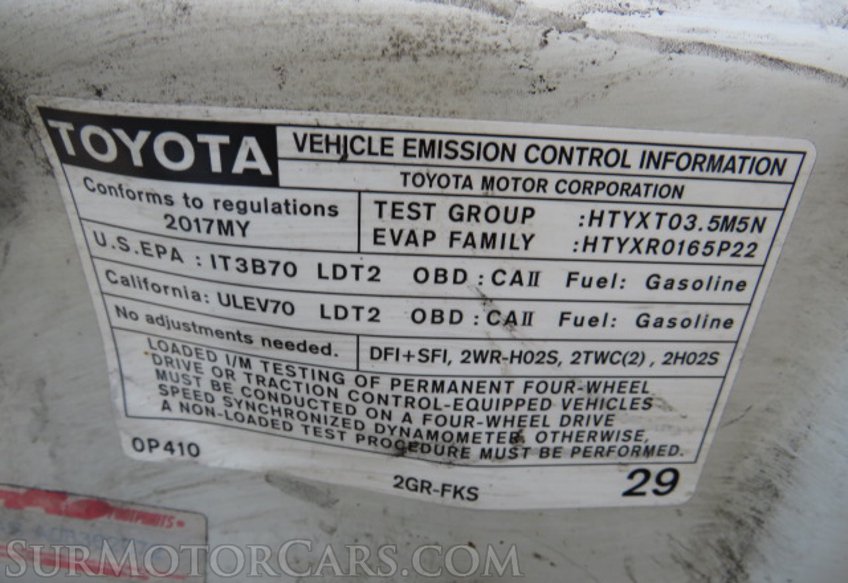 TOYOTA
VEHICLE EMISSION CONTROL INFORMATION
TOYOTA MOTOR CORPORATION
Conforms to regulations
2017MY
TEST GROUP :HTYXT03.5M5N
EVAP FAMILY :HTYXR0165P22
U.S.EPA : IT3B70 LDT2 OBD : CAII Fuel: Gasoline
California: ULEV70 LDT2 OBD : CAII Fuel: Gasoline
No adjustments needed.
DFI+SFI, 2WR-HO2S, 2TWC(2) , 2HO2S
LOADED I/M TESTING OF PERMANENT FOUR-WHEEL
DRIVE OR TRACTION CONTROL-EQUIPPED VEHICLES
MUST BE CONDUCTED ON A FOUR-WHEEL DRIVE
SPEED SYNCHRONIZED DYNAMOMETER. OTHERWISE,
A NON-LOADED TEST PROCEDURE MUST BE PERFORMED.
0P410
2GR-FKS
29
SURMOTORCARS.COM